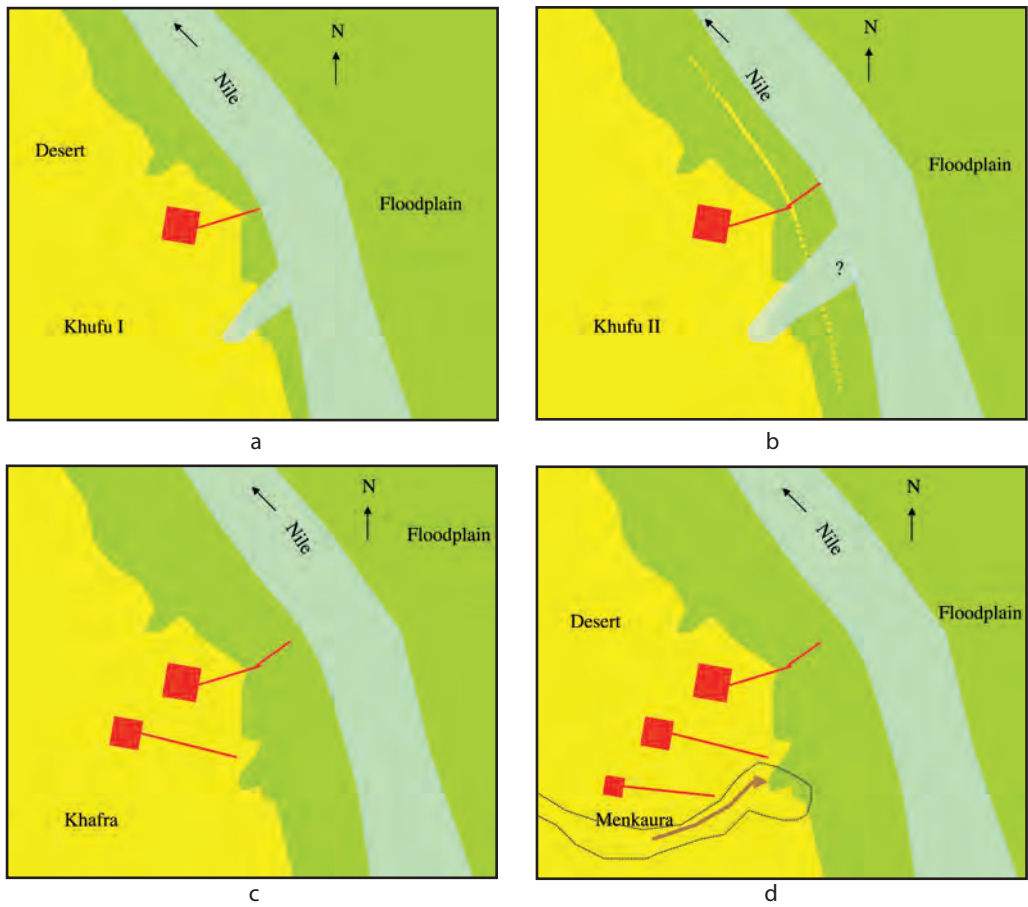 N
Nile
Desert
Floodplain
Khufu I
a
N
Nile
Floodplain
?
Khufu II
b
N
Nile
Floodplain
Khafra
c
N
Nile
Desert
Floodplain
Menkaura
d